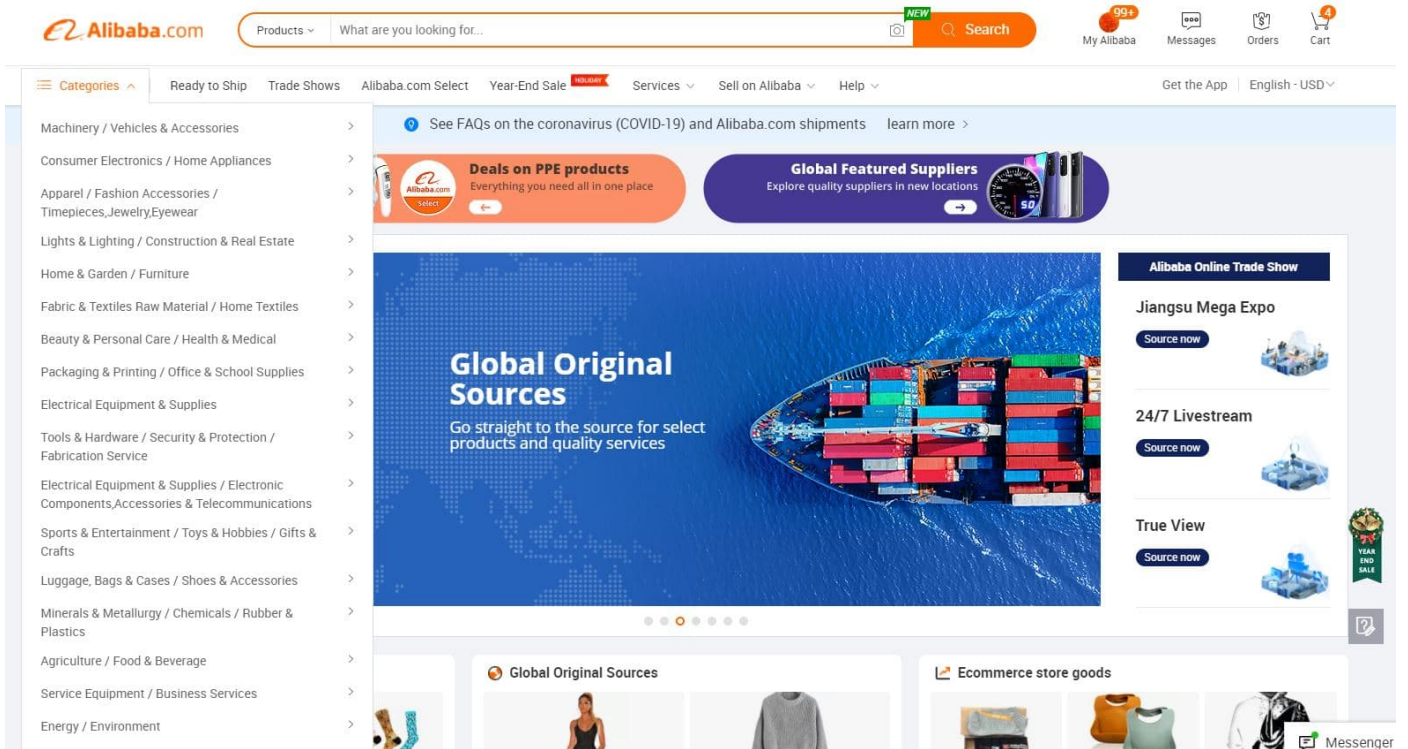 Alibaba.com
Products
What are you looking for...
NEW
Search
99+
My Alibaba
Messages
Orders
4
Cart
Categories
Ready to Ship
Trade Shows
Alibaba.com Select
Year-End Sale
HOLIDAY
Services
Sell on Alibaba
Help
Get the App
English - USD
See FAQs on the coronavirus (COVID-19) and Alibaba.com shipments
learn more >
Machinery / Vehicles & Accessories
Consumer Electronics / Home Appliances
Apparel / Fashion Accessories /
Timepieces,Jewelry,Eyewear
Lights & Lighting / Construction & Real Estate
Home & Garden / Furniture
Fabric & Textiles Raw Material / Home Textiles
Beauty & Personal Care / Health & Medical
Packaging & Printing / Office & School Supplies
Electrical Equipment & Supplies
Tools & Hardware / Security & Protection /
Fabrication Service
Electrical Equipment & Supplies / Electronic
Components,Accessories & Telecommunications
Sports & Entertainment / Toys & Hobbies / Gifts &
Crafts
Luggage, Bags & Cases / Shoes & Accessories
Minerals & Metallurgy / Chemicals / Rubber &
Plastics
Agriculture / Food & Beverage
Service Equipment / Business Services
Energy / Environment
Alibaba.com
Select
Deals on PPE products
Everything you need all in one place
Global Featured Suppliers
Explore quality suppliers in new locations
50
Global Original
Sources
Go straight to the source for select
products and quality services
Alibaba Online Trade Show
Jiangsu Mega Expo
Source now
24/7 Livestream
Source now
True View
Source now
YEAR
END
SALE
Global Original Sources
Ecommerce store goods
Messenger